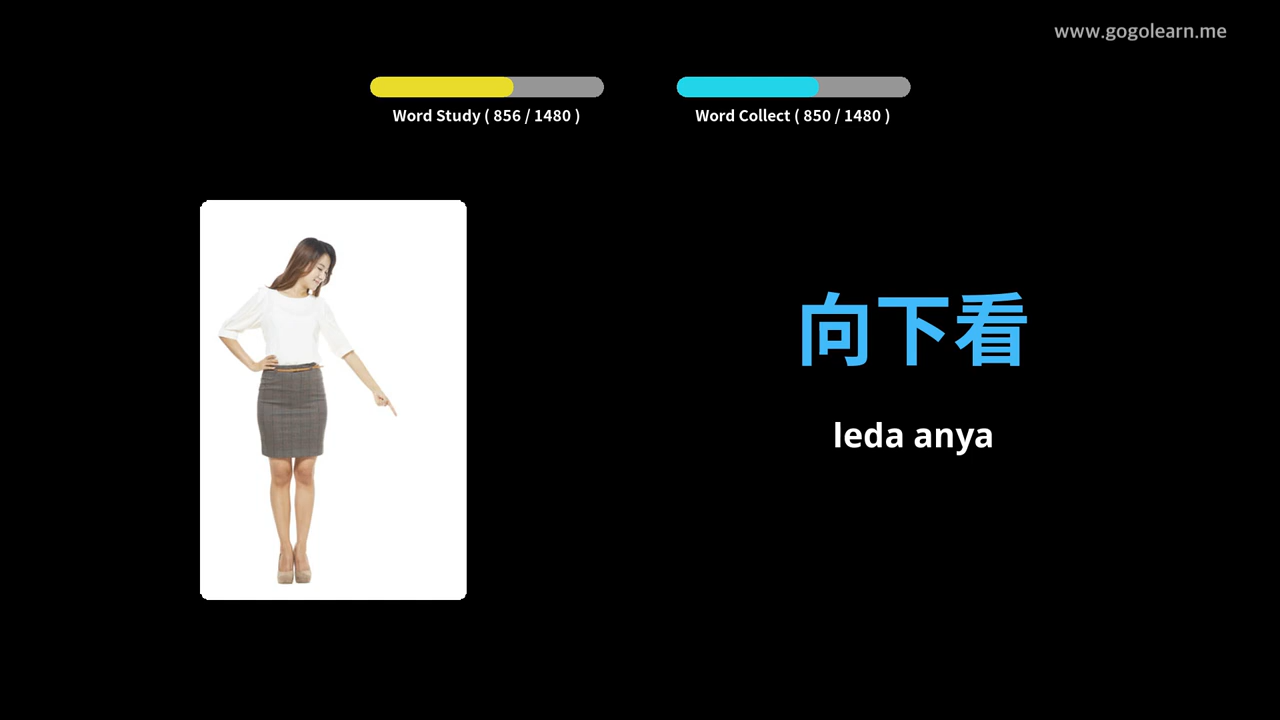 www.gogolearn.me
Word Study ( 856 / 1480 )
Word Collect ( 850 / 1480 )
向下看
leda anya